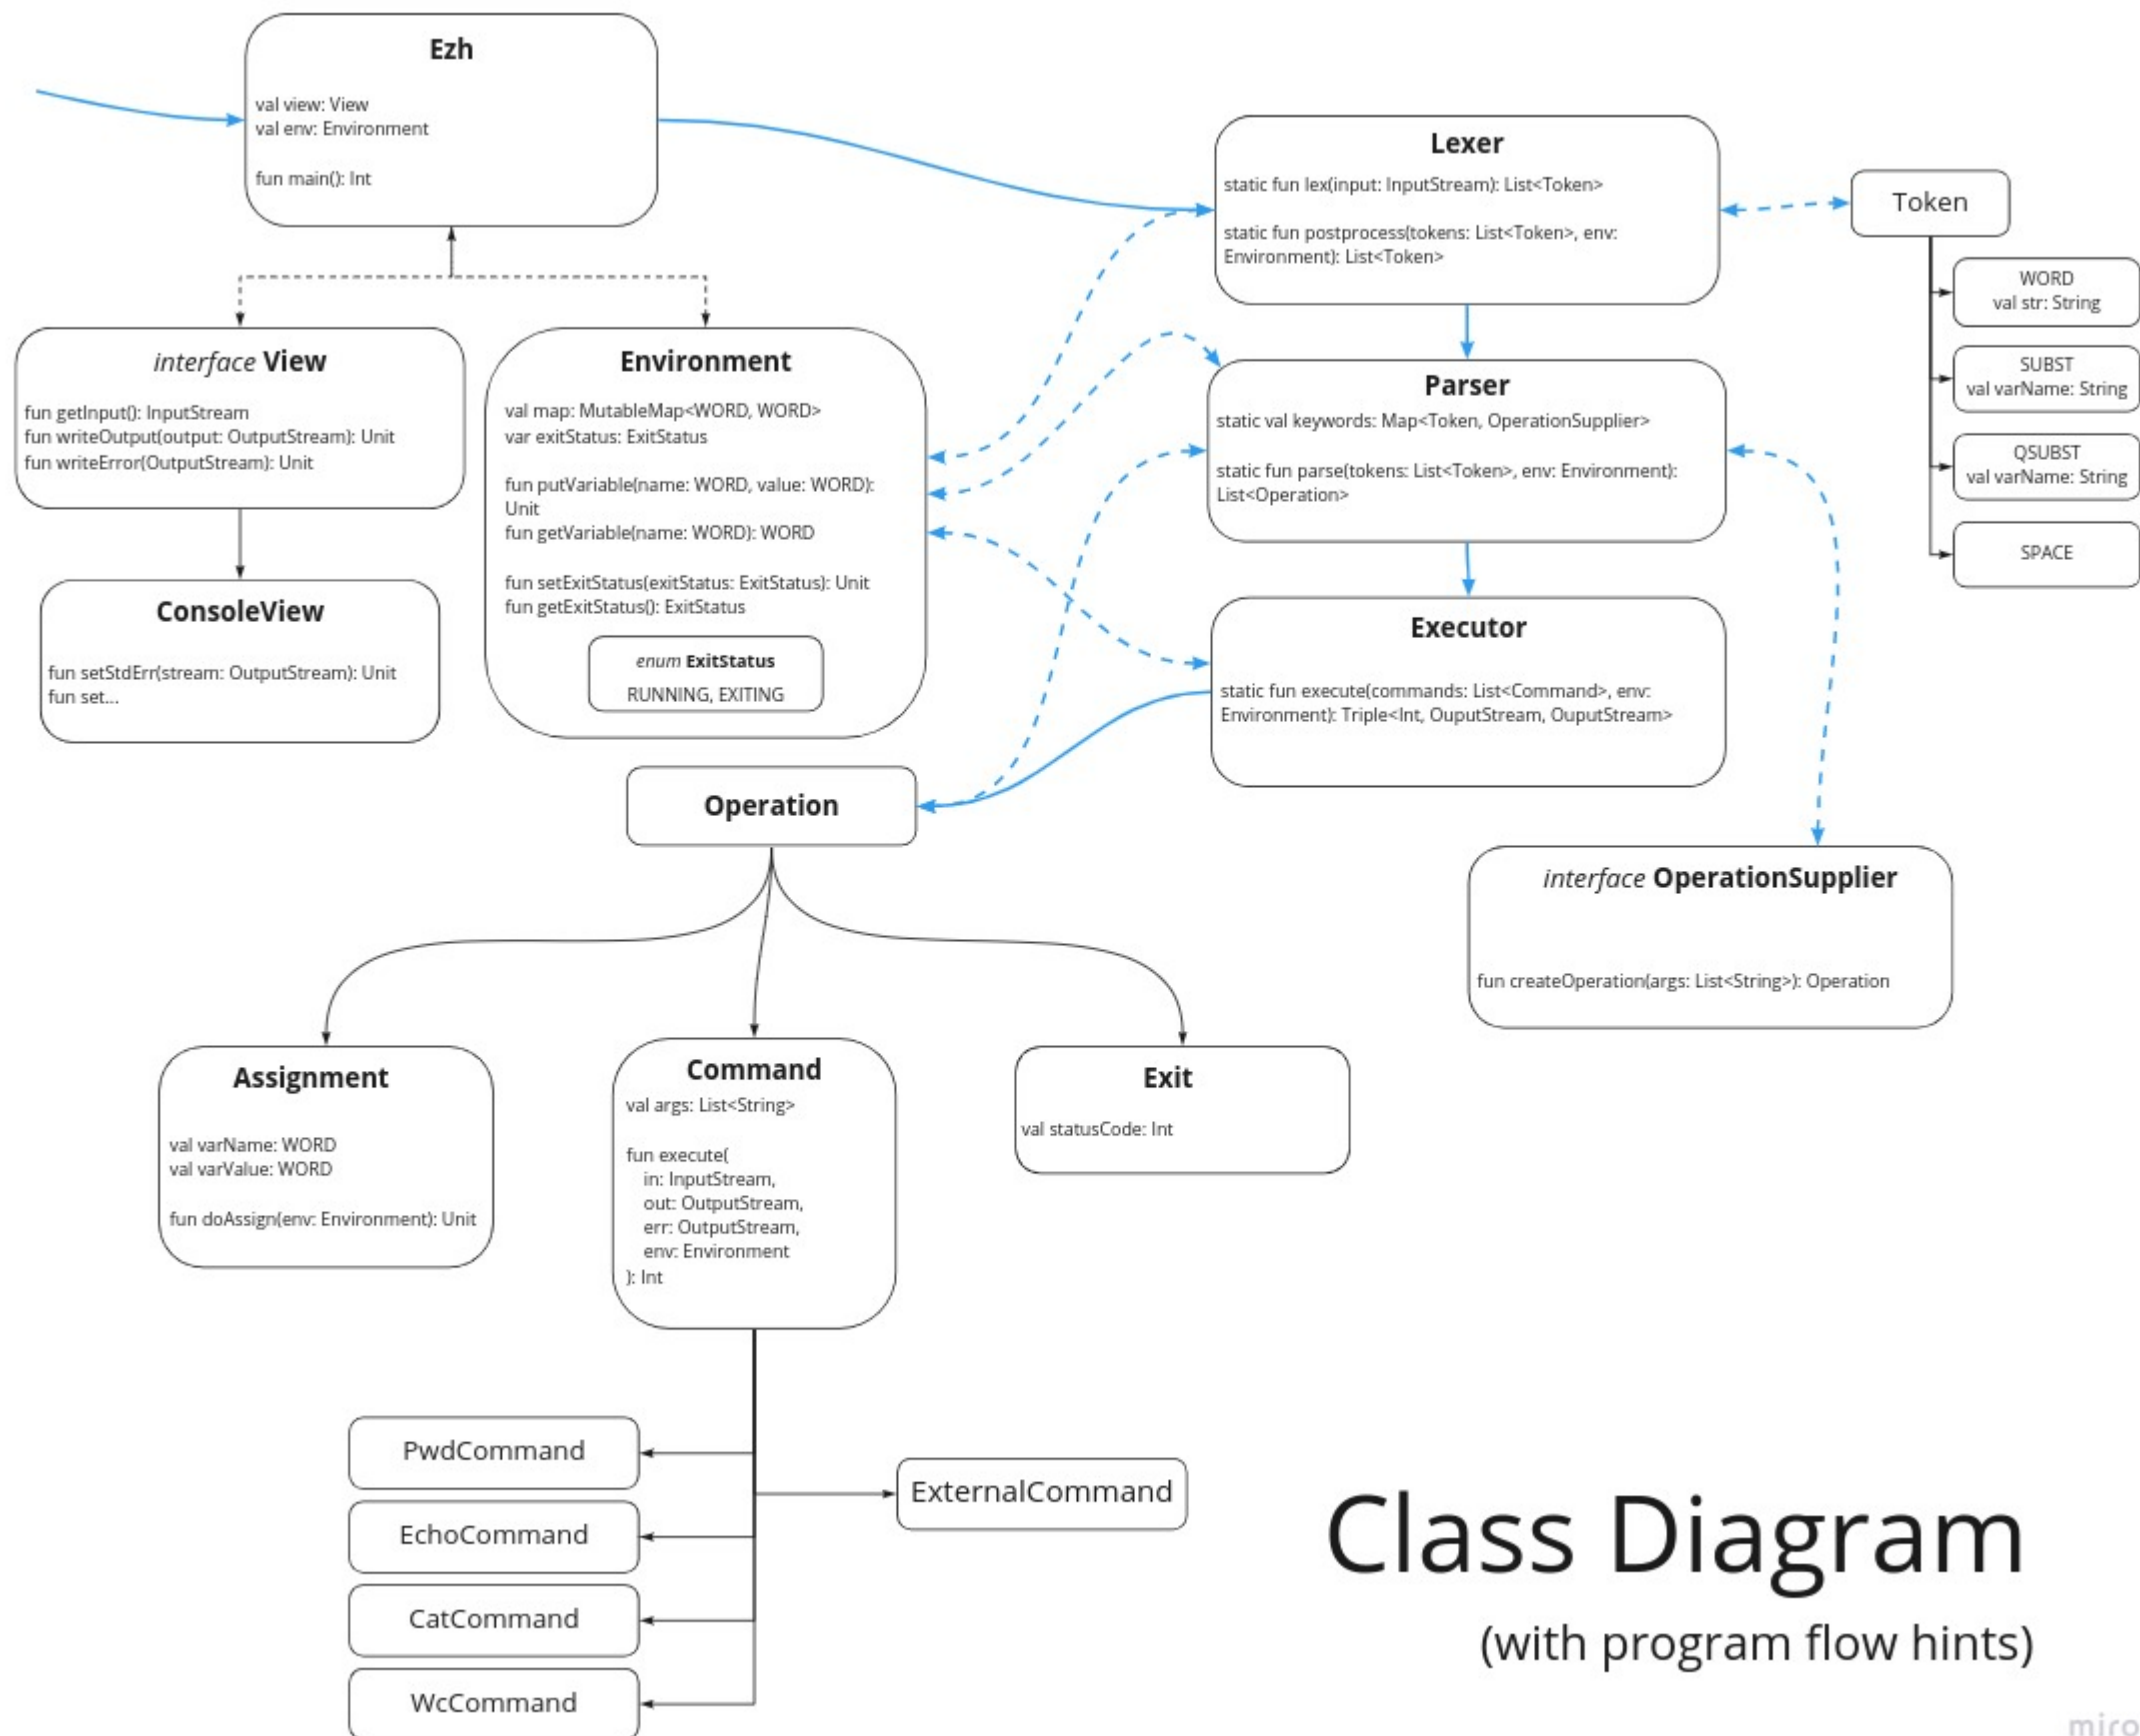 Ezh
val view: View
val env: Environment
fun main(): Int
Lexer
static fun lex(input: InputStream): List<Token>
static fun postprocess(tokens: List<Token>, env:
Environment): List<Token>
Token
WORD
val str: String
SUBST
val varName: String
QSUBST
val varName: String
SPACE
interface View
fun getInput(): InputStream
fun writeOutput(output: OutputStream): Unit
fun writeError(OutputStream): Unit
Environment
val map: MutableMap<WORD, WORD>
var exitStatus: ExitStatus
fun putVariable(name: WORD, value: WORD):
Unit
fun getVariable(name: WORD): WORD
fun setExitStatus(exitStatus: ExitStatus): Unit
fun getExitStatus(): ExitStatus
enum ExitStatus
RUNNING, EXITING
Parser
static val keywords: Map<Token, OperationSupplier>
static fun parse(tokens: List<Token>, env: Environment):
List<Operation>
ConsoleView
fun setStdErr(stream: OutputStream): Unit
fun set...
Executor
static fun execute(commands: List<Command>, env:
Environment): Triple<Int, OuputStream, OuputStream>
Operation
interface OperationSupplier
fun createOperation(args: List<String>): Operation
Assignment
val varName: WORD
val varValue: WORD
fun doAssign(env: Environment): Unit
Command
val args: List<String>
fun execute(
in: InputStream,
out: OutputStream,
err: OutputStream,
env: Environment
): Int
Exit
val statusCode: Int
PwdCommand
EchoCommand
CatCommand
WcCommand
ExternalCommand
Class Diagram
(with program flow hints)
miro